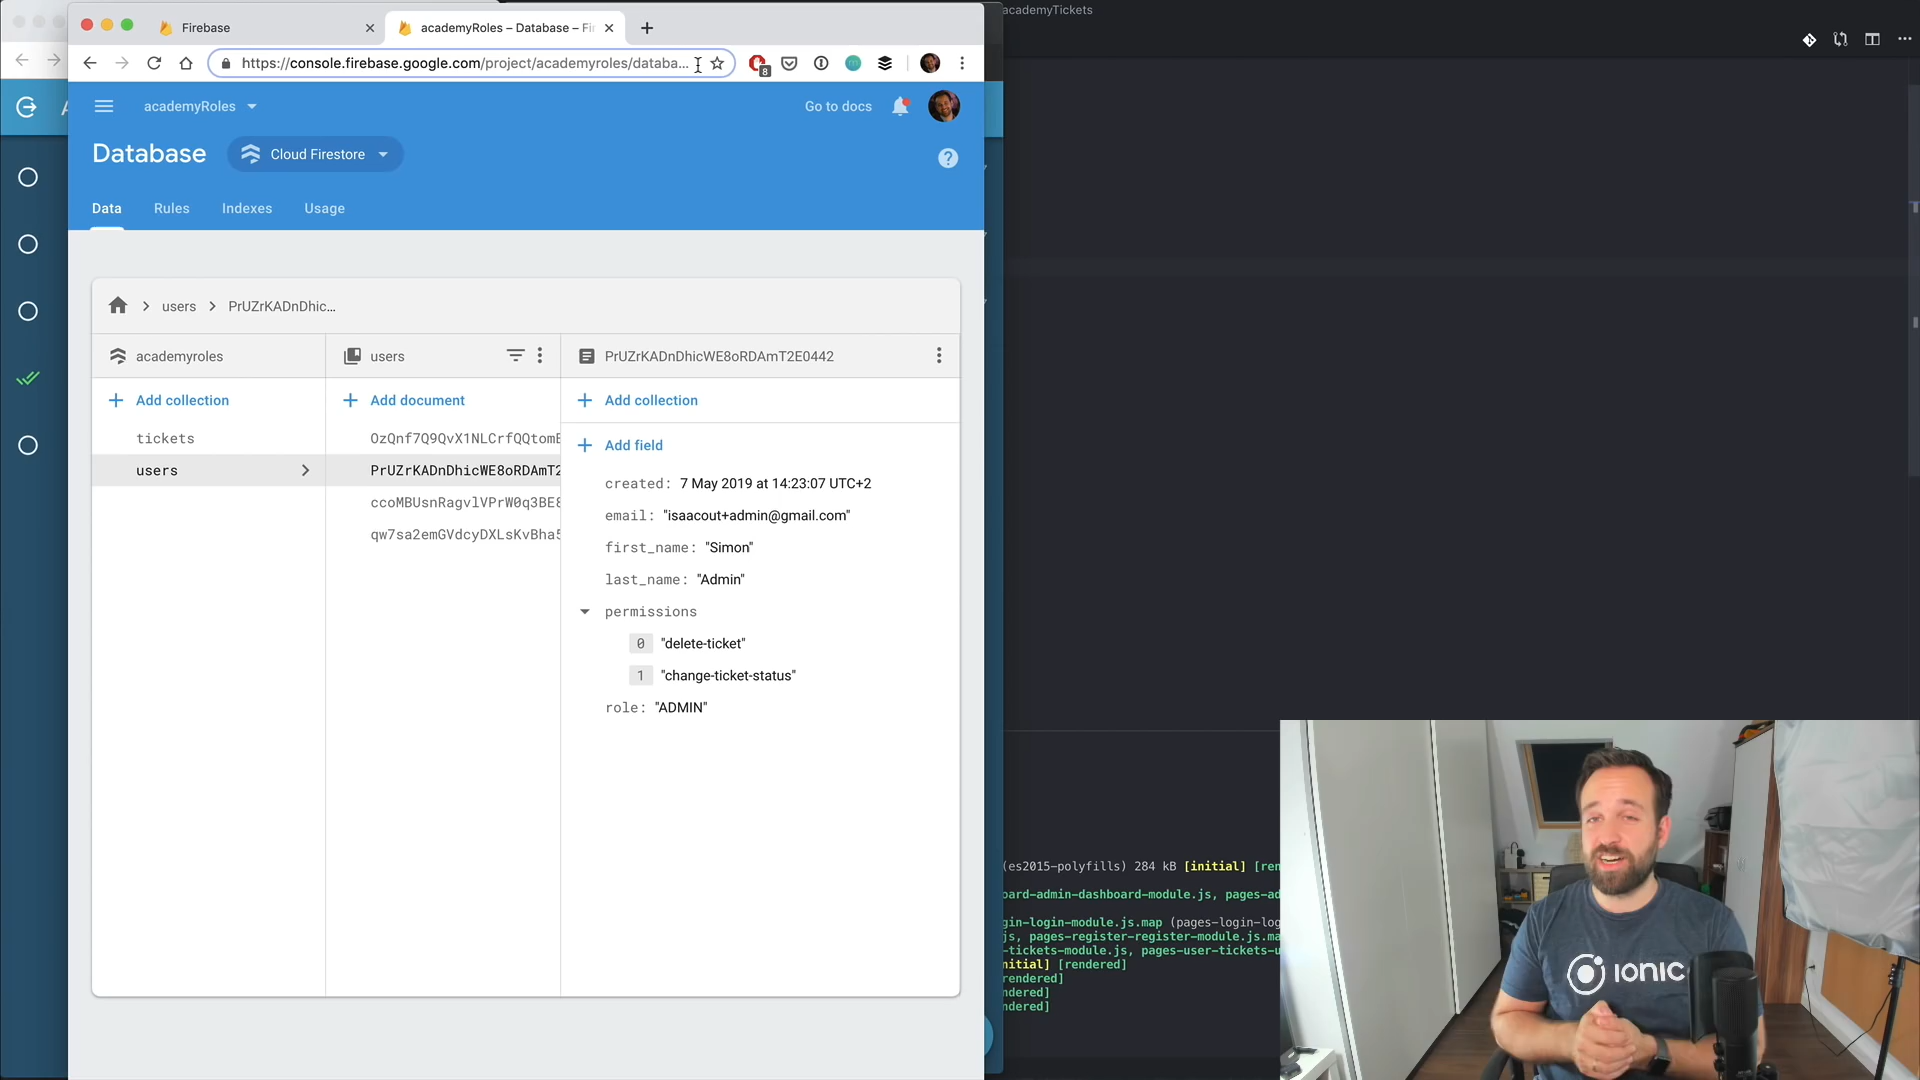 academyTickets
Firebase
academyRoles – Database – Fi
https://console.firebase.google.com/project/academyroles/databa...
8
academyRoles
Go to docs
Database
Cloud Firestore
Data
Rules
Indexes
Usage
users
PrUZrKADnDhic...
academyroles
users
PrUZrKADnDhicWE8oRDAmT2E0442
Add collection
Add document
Add collection
tickets
users
OzQnf7Q9QvX1NLCrfQQtomE
PrUZrKADnDhicWE8oRDAmT2
ccoMBUsnRagvlVPrW0q3BE8
qw7sa2emGVdcyDXLsKvBha5
Add field
created: 7 May 2019 at 14:23:07 UTC+2
email: "isaacout+admin@gmail.com"
first_name: "Simon"
last_name: "Admin"
permissions
0 "delete-ticket"
1 "change-ticket-status"
role: "ADMIN"
(es2015-polyfills) 284 kB [initial] [ren
oard-admin-dashboard-module.js, pages-ad
gin-login-module.js.map (pages-login-log
js, pages-register-register-module.js.ma
-tickets-module.js, pages-user-tickets-u
nitial] [rendered]
rendered]
ndered]
ndered]
IONIC